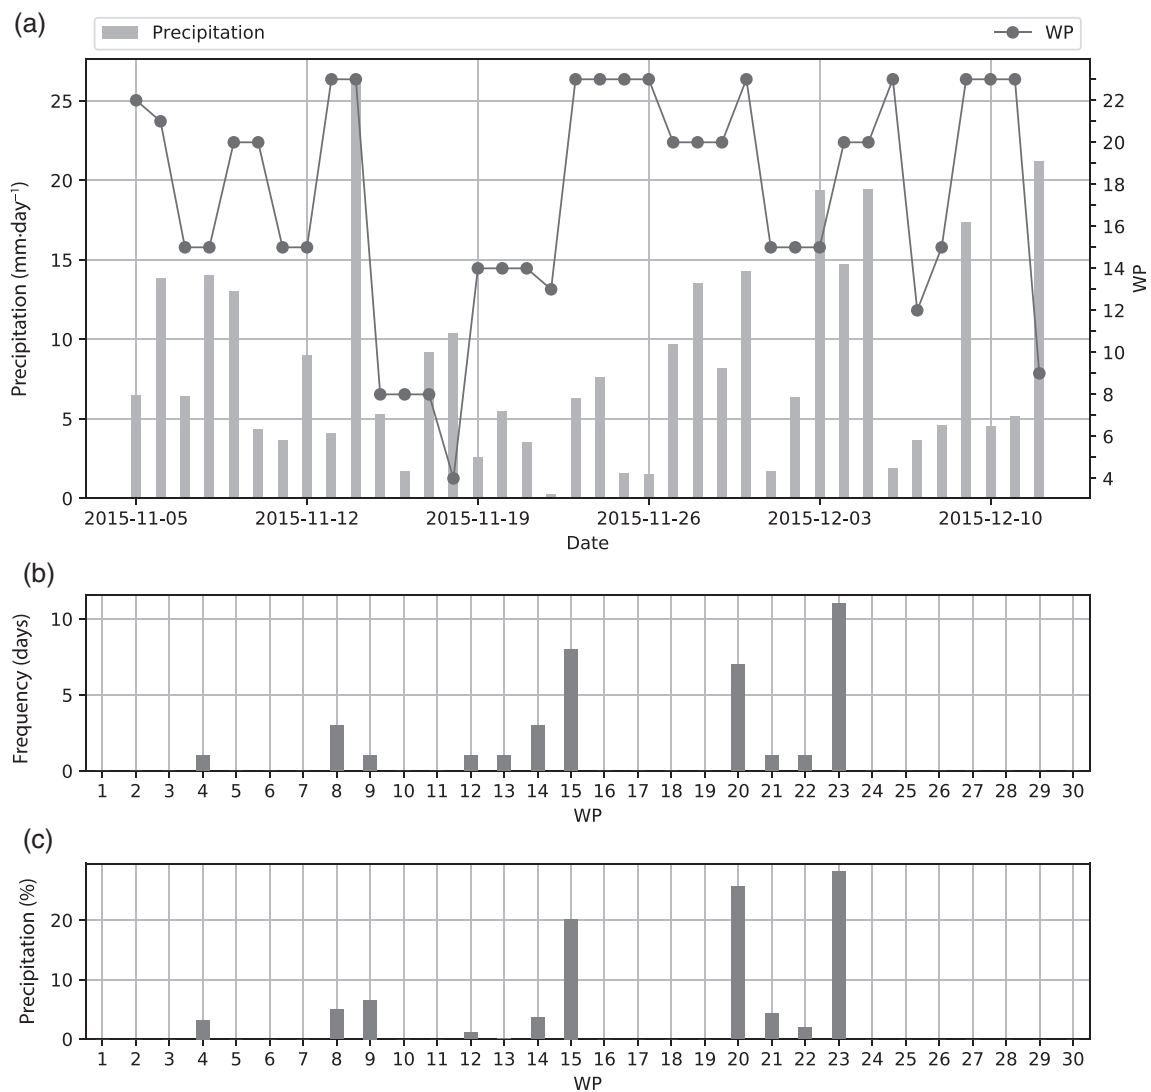 (a)
Precipitation WP
25
20
15
10
5
0
Precipitation (mm·day⁻¹)
22
20
18
16
14
12
10
8
6
4
WP
2015-11-05 2015-11-12 2015-11-19 2015-11-26 2015-12-03 2015-12-10
Date
(b)
10
5
0
Frequency (days)
1 2 3 4 5 6 7 8 9 10 11 12 13 14 15 16 17 18 19 20 21 22 23 24 25 26 27 28 29 30
WP
(c)
20
10
0
Precipitation (%)
1 2 3 4 5 6 7 8 9 10 11 12 13 14 15 16 17 18 19 20 21 22 23 24 25 26 27 28 29 30
WP